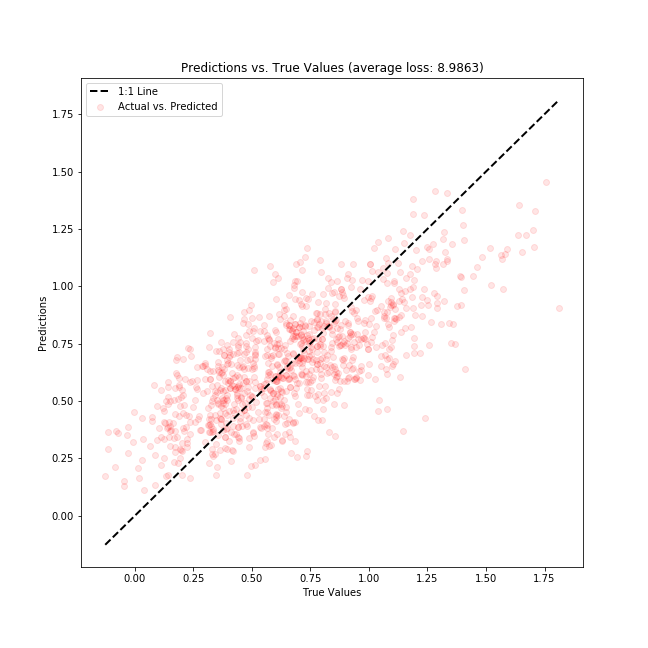 Predictions vs. True Values (average loss: 8.9863)
1:1 Line
Actual vs. Predicted
1.75
1.50
1.25
1.00
0.75
0.50
0.25
0.00
Predictions
0.00 0.25 0.50 0.75 1.00 1.25 1.50 1.75
True Values